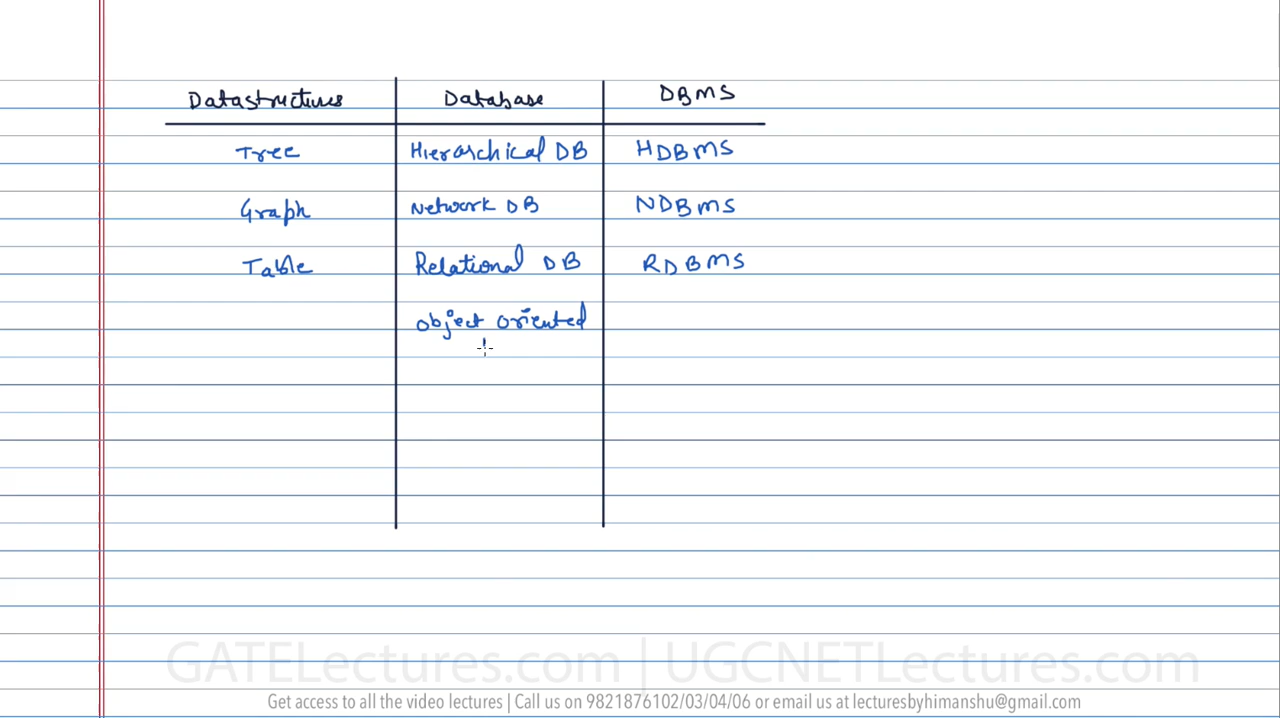 Datastructures Database DBMS
Tree Hierarchical DB HDBMS
Graph Network DB NDBMS
Table Relational DB RDBMS
Object oriented
GATELectures.com | UGCNETLectures.com
Get access to all the video lectures | Call us on 9821876102/03/04/06 or email us at lecturesbyhimanshu@gmail.com